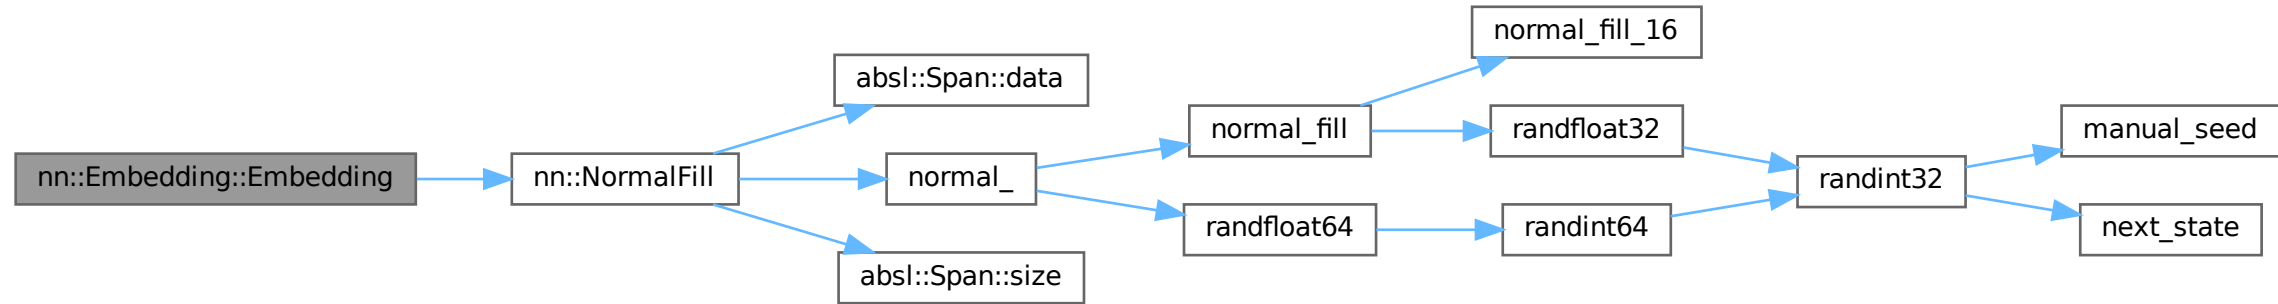 nn::Embedding::Embedding
nn::NormalFill
absl::Span::data
normal_
absl::Span::size
normal_fill
randfloat64
normal_fill_16
randfloat32
randint64
randint32
manual_seed
next_state